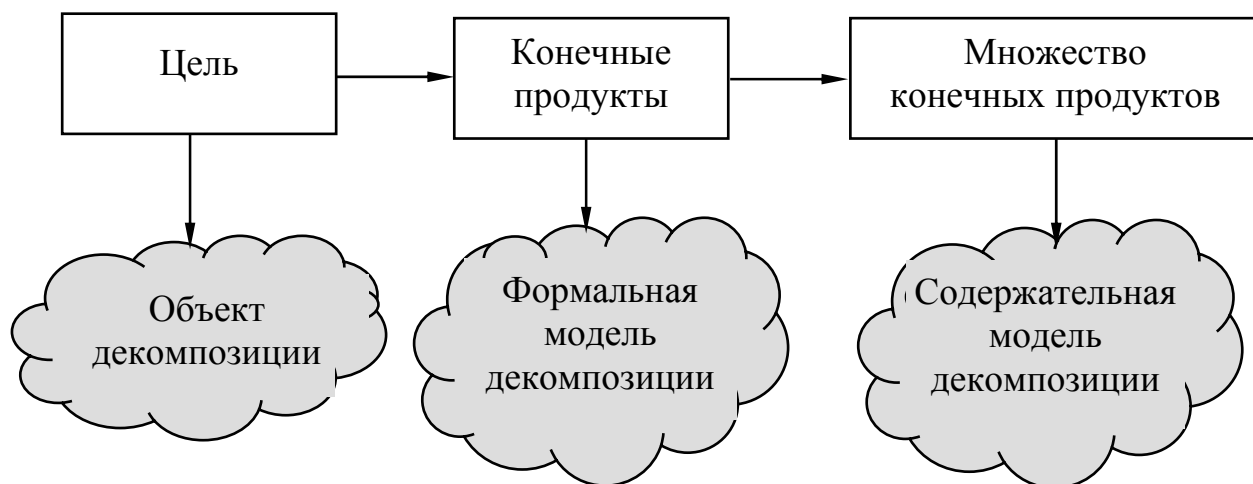 Цель
Конечные
продукты
Множество
конечных продуктов
Объект
декомпозиции
Формальная
модель
декомпозиции
Содержательная
модель
декомпозиции